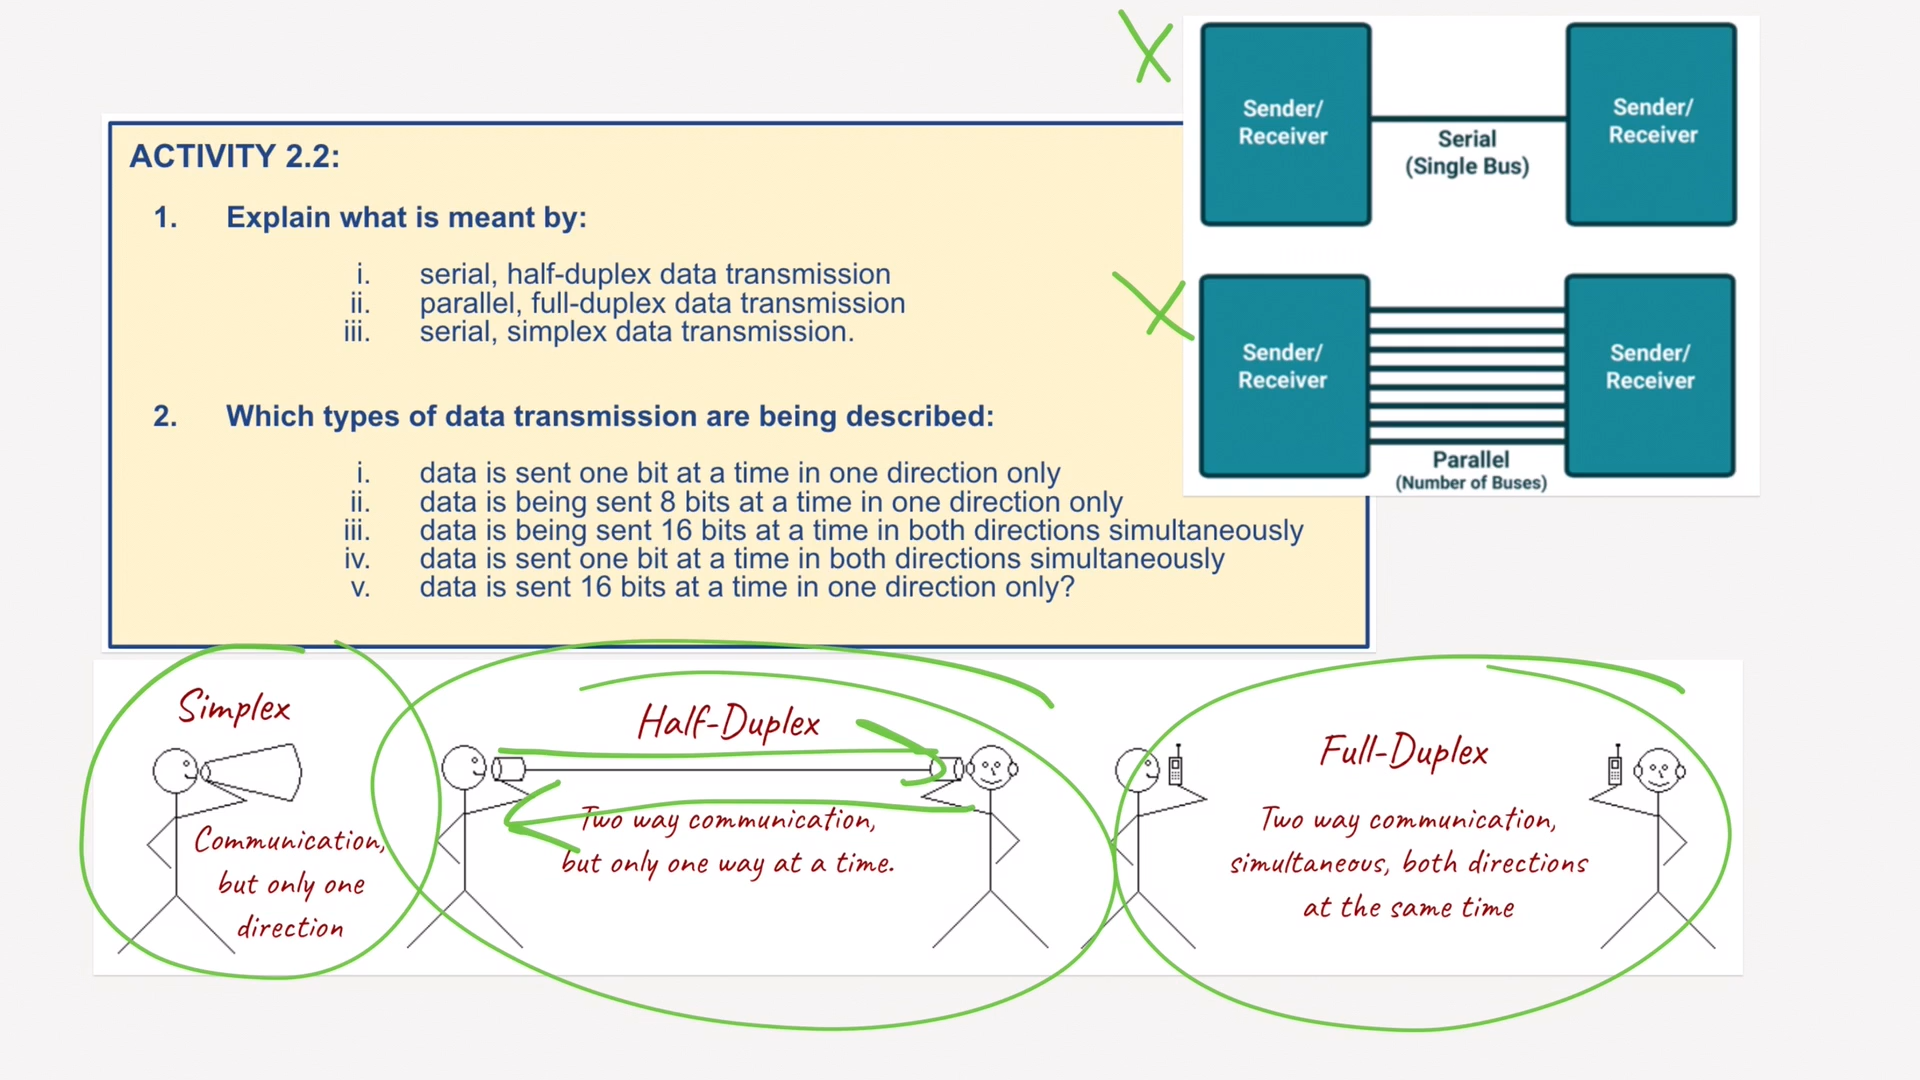 ACTIVITY 2.2:
1. Explain what is meant by:
i. serial, half-duplex data transmission
ii. parallel, full-duplex data transmission
iii. serial, simplex data transmission.
2. Which types of data transmission are being described:
i. data is sent one bit at a time in one direction only
ii. data is being sent 8 bits at a time in one direction only
iii. data is being sent 16 bits at a time in both directions simultaneously
iv. data is sent one bit at a time in both directions simultaneously
v. data is sent 16 bits at a time in one direction only?
Sender/
Receiver
Serial
(Single Bus)
Sender/
Receiver
Sender/
Receiver
Parallel
(Number of Buses)
Sender/
Receiver
Simplex
Communication,
but only one
direction
Half-Duplex
Two way communication,
but only one way at a time.
Full-Duplex
Two way communication,
simultaneous, both directions
at the same time